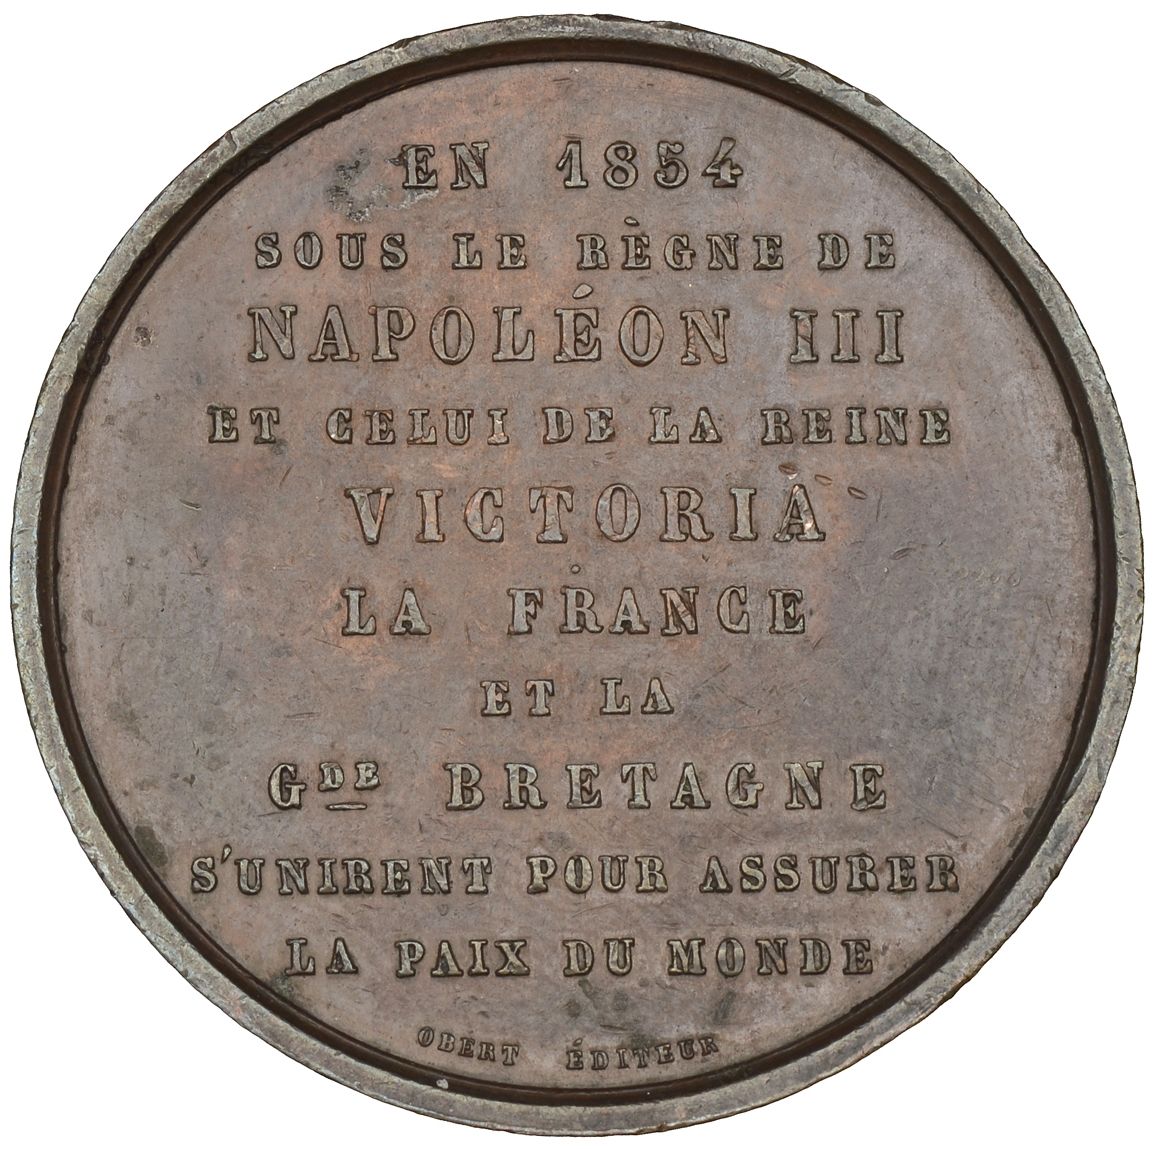 EN 1854
SOUS LE RÈGNE DE
NAPOLÉON III
ET CELUI DE LA REINE
VICTORIA
LA FRANCE
ET LA
GDE BRETAGNE
S'UNIRENT POUR ASSURER
LA PAIX DU MONDE
OBERT ÉDITEUR